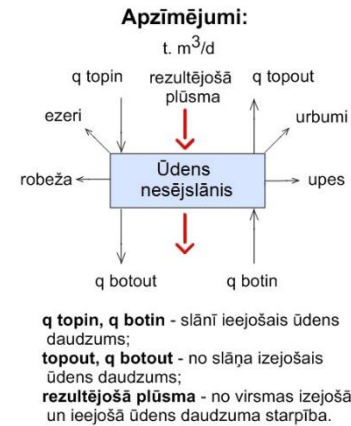 Apzīmējumi:
t. m³/d
q topin
rezultējošā
plūsma
q topout
ezeri
urbumi
robeža
Ūdens
nesējslānis
upes
q botout
q botin
q topin, q botin - slānī ieejošais ūdens
daudzums;
topout, q botout - no slāņa izejošais
ūdens daudzums;
rezultējošā plūsma - no virsmas izejošā
un ieejošā ūdens daudzuma starpība.